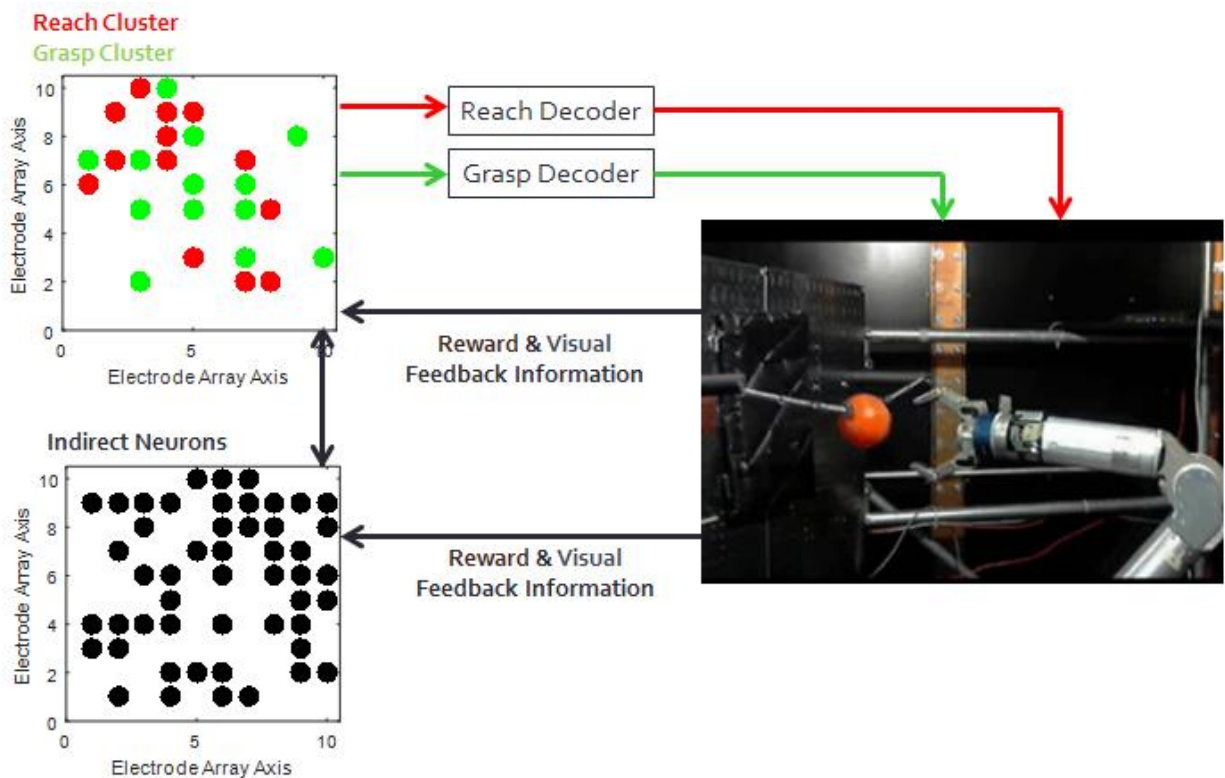 Reach Cluster
Grasp Cluster
10
8
6
4
2
0
0
5
10
Electrode Array Axis
Electrode Array Axis
Reach Decoder
Grasp Decoder
Reward & Visual
Feedback Information
Indirect Neurons
10
8
6
4
2
0
0
5
10
Electrode Array Axis
Electrode Array Axis
Reward & Visual
Feedback Information